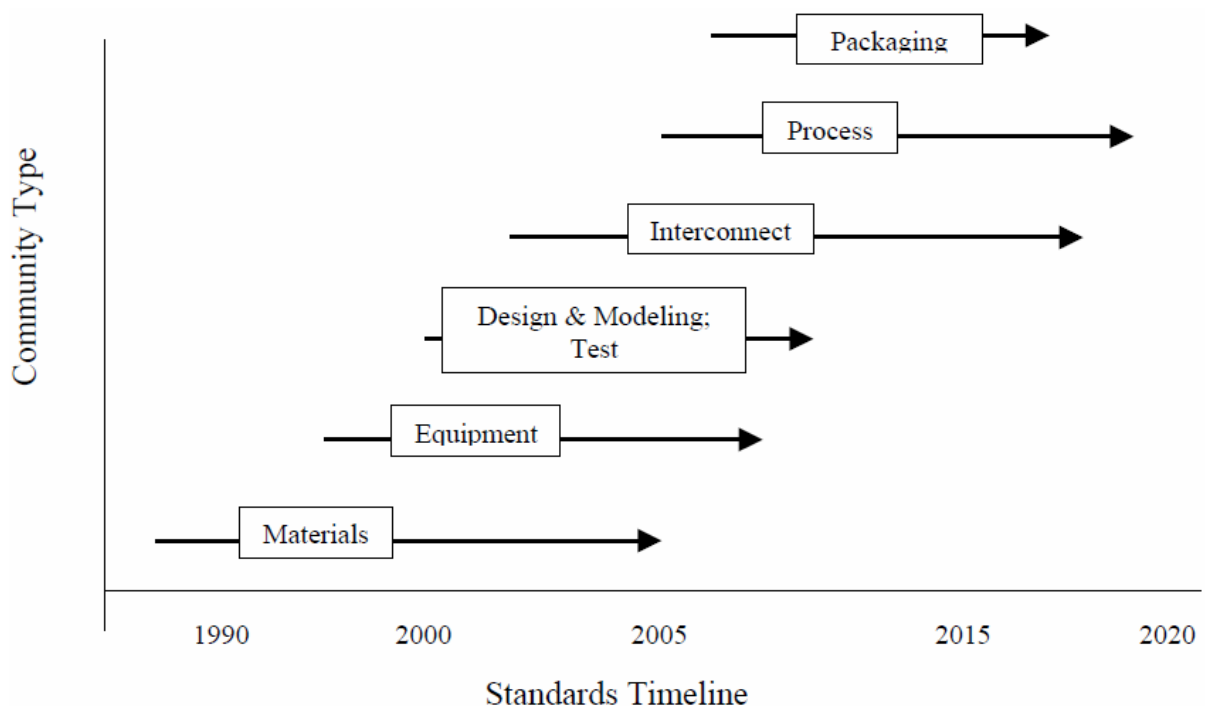 Packaging
Process
Interconnect
Design & Modeling;
Test
Equipment
Materials
Community Type
1990 2000 2005 2015 2020
Standards Timeline